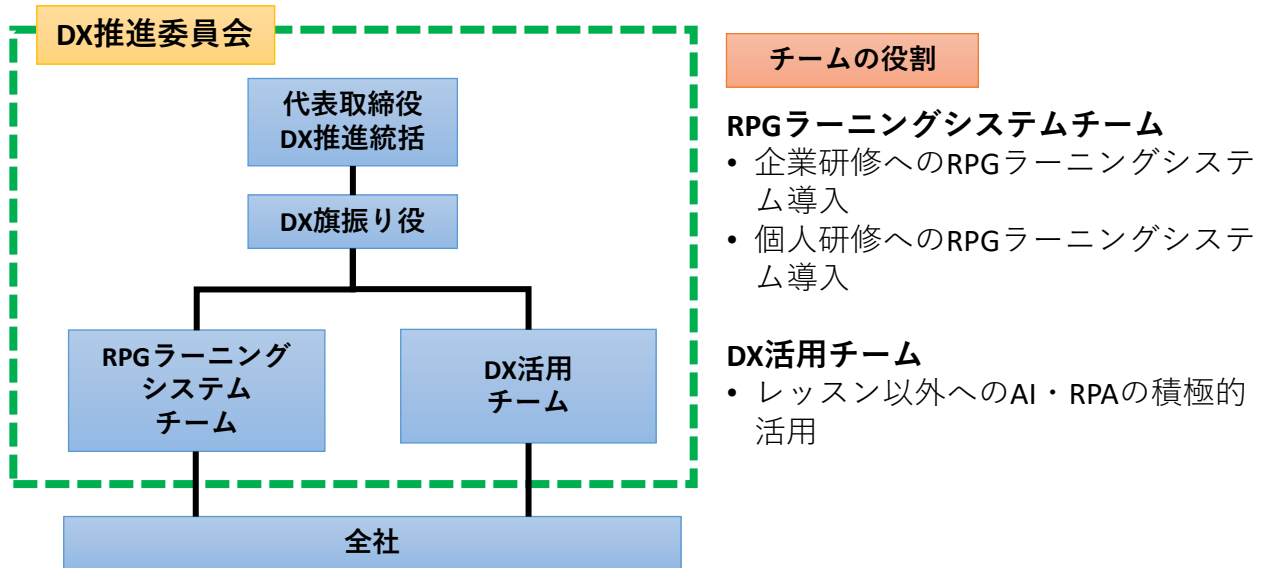 DX推進委員会
代表取締役
DX推進統括
DX旗振り役
RPGラーニング
システム
チーム
DX活用
チーム
全社
チームの役割
RPGラーニングシステムチーム
• 企業研修へのRPGラーニングシステ
ム導入
• 個人研修へのRPGラーニングシステ
ム導入
DX活用チーム
• レッスン以外へのAI・RPAの積極的
活用